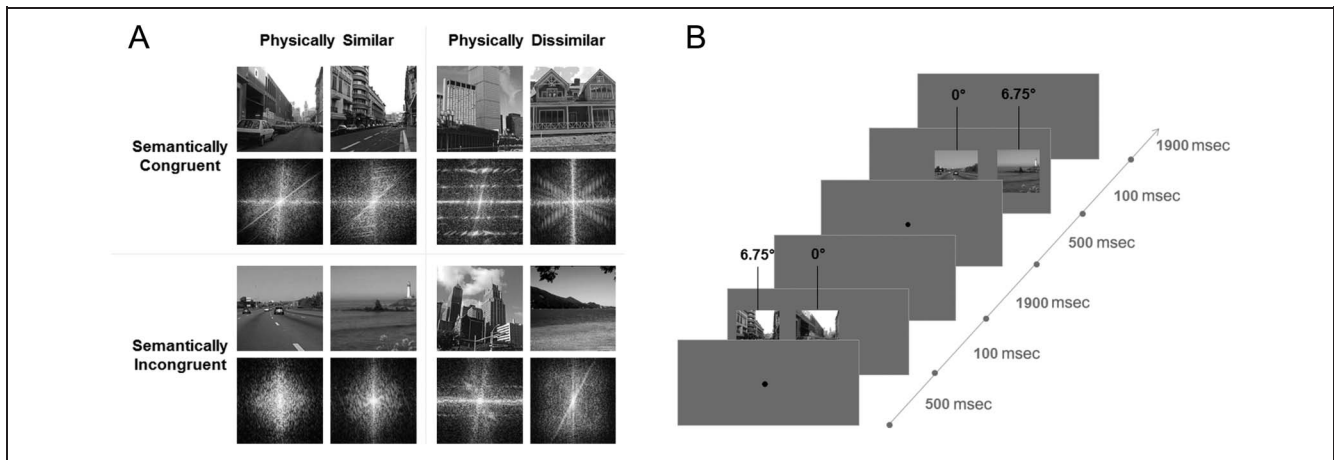 A
Physically Similar
Physically Dissimilar
Semantically
Congruent
Semantically
Incongruent
B
0°
6.75°
6.75°
0°
1900 msec
100 msec
500 msec
1900 msec
100 msec
500 msec